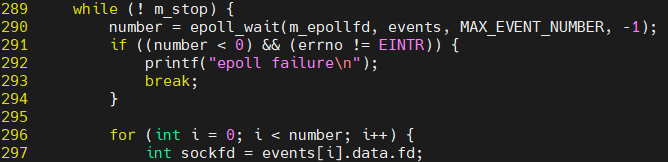 289     while (! m_stop) {
290         number = epoll_wait(m_epollfd, events, MAX_EVENT_NUMBER, -1);
291         if ((number < 0) && (errno != EINTR)) {
292             printf("epoll failure\n");
293             break;
294         }
295
296         for (int i = 0; i < number; i++) {
297             int sockfd = events[i].data.fd;